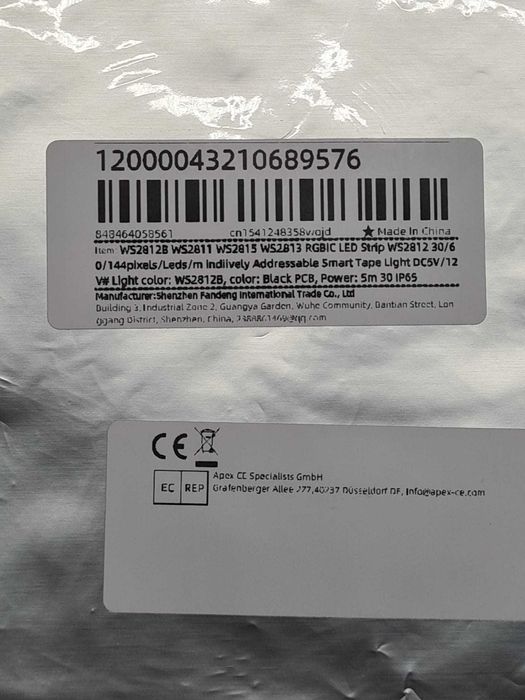 12000043210689576
848464058561 cn1541248358wojd ★ Made In China
Item: WS2812B WS2811 WS2815 WS2813 RGBIC LED Strip WS2812 30/6
0/144pixels/Leds/m Indiively Addressable Smart Tape Light DC5V/12
V# Light color: WS2812B, color: Black PCB, Power: 5m 30 IP65
Manufacturer:Shenzhen Fandeng International Trade Co., Ltd
Building 3, Industrial Zone 2, Guangya Garden, Wuhe Community, Bantian Street, Lon
ggang District, Shenzhen, China,
CE
EC REP
Apex CE Specialists GmbH
Grafenberger Allee 277,40237 Düsseldorf DE, Info@apex-ce.com